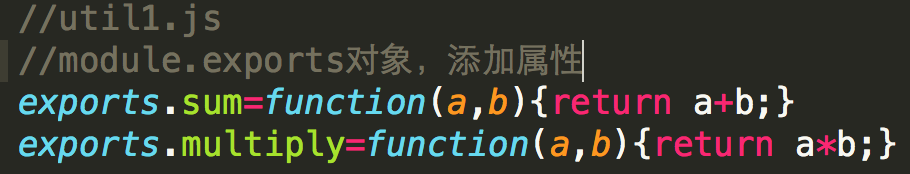 //util1.js
//module.exports对象，添加属性
exports.sum=function(a,b){return a+b;}
exports.multiply=function(a,b){return a*b;}